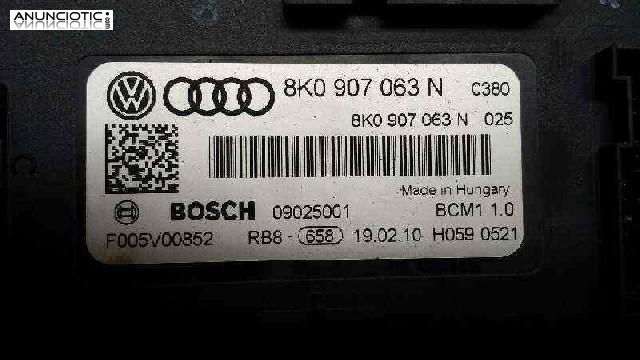 ANUNCIOTIC.com
8K0 907 063 N C380
8K0 907 063 N 025
Made in Hungary
BOSCH 09025001 BCM1 1.0
F005V00852 RB8- 658 19.02.10 H059 0521
C